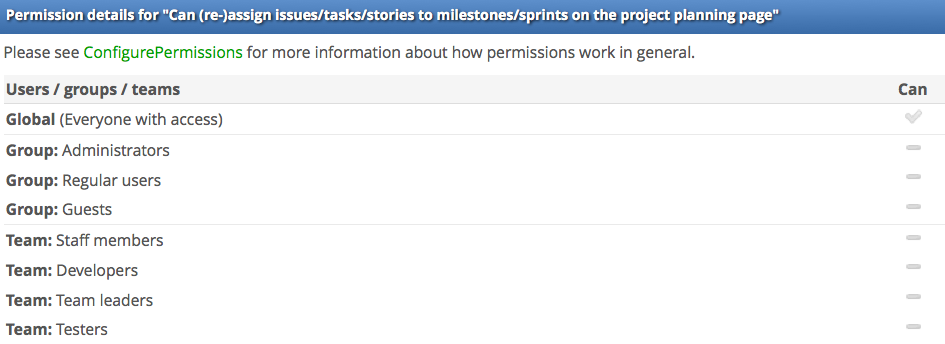 Permission details for "Can (re-)assign issues/tasks/stories to milestones/sprints on the project planning page"
Please see ConfigurePermissions for more information about how permissions work in general.
Users / groups / teams Can
Global (Everyone with access)
Group: Administrators
Group: Regular users
Group: Guests
Team: Staff members
Team: Developers
Team: Team leaders
Team: Testers